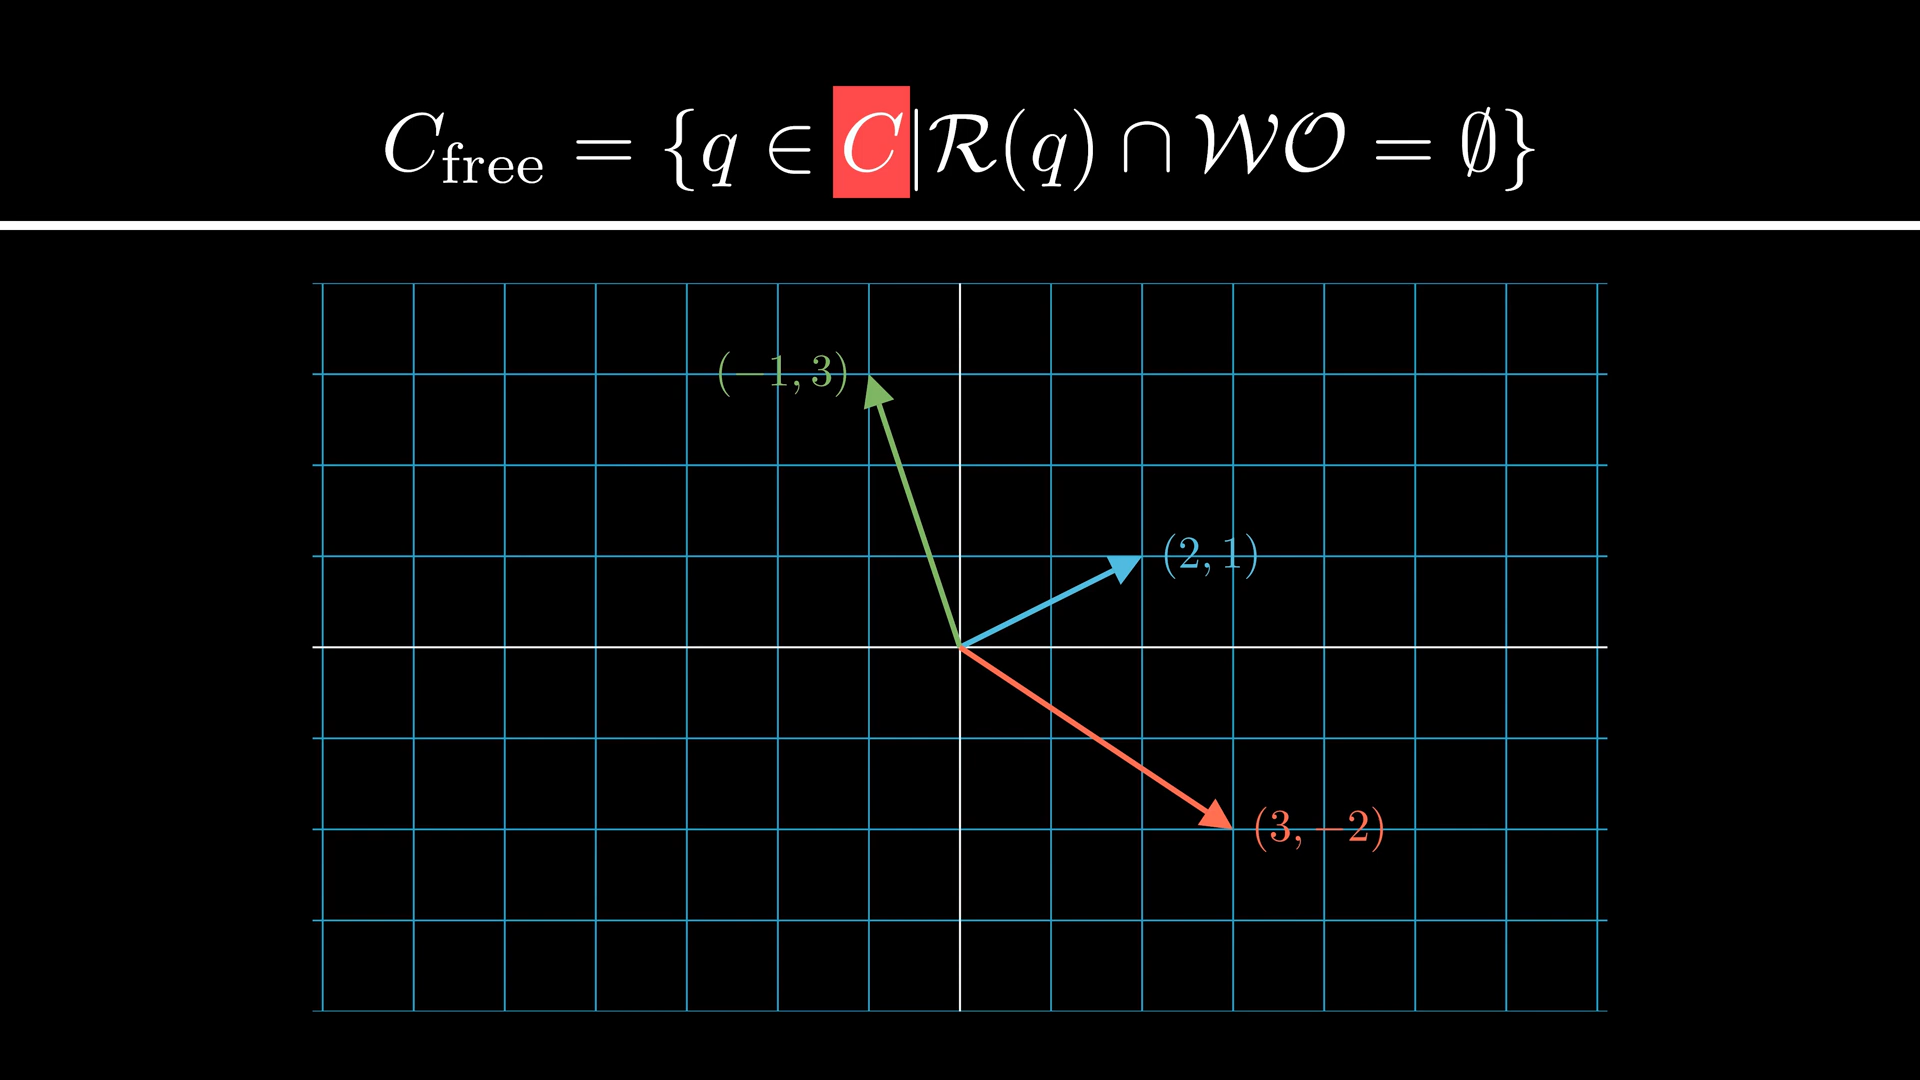 C_free = {q ∈ C|ℛ(q) ∩ 𝒲𝒪 = ∅}
(−1, 3)
(2, 1)
(3, −2)